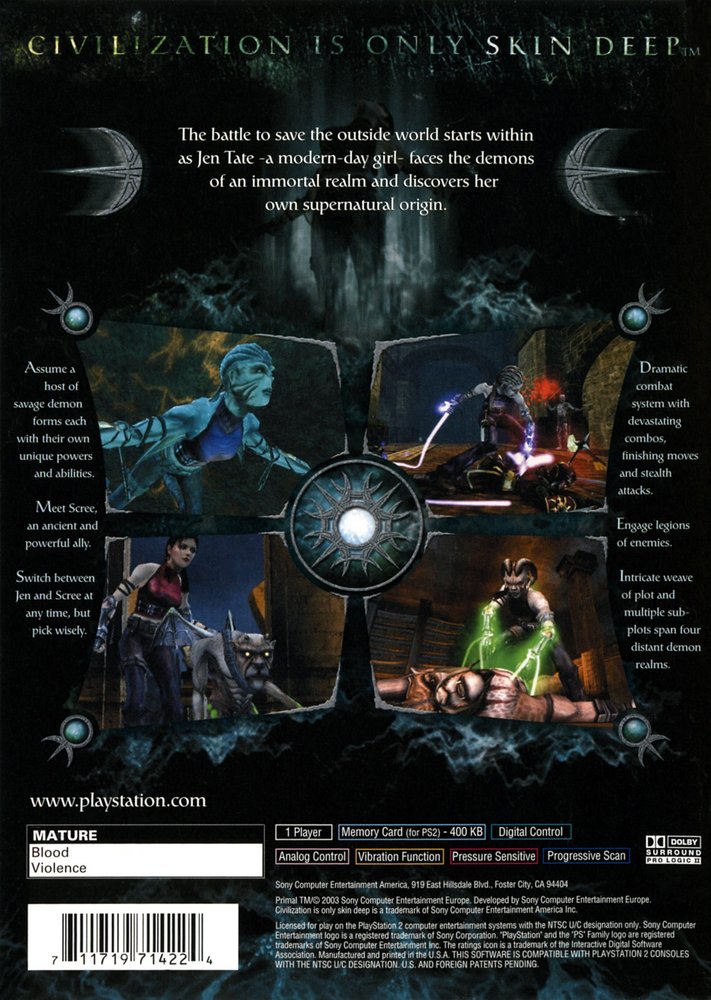 CIVILIZATION IS ONLY SKIN DEEP™
The battle to save the outside world starts within
as Jen Tate -a modern-day girl- faces the demons
of an immortal realm and discovers her
own supernatural origin.
Assume a
host of
savage demon
forms each
with their own
unique powers
and abilities.
Meet Scree,
an ancient and
powerful ally.
Switch between
Jen and Scree at
any time, but
pick wisely.
Dramatic
combat
system with
devastating
combos,
finishing moves
and stealth
attacks.
Engage legions
of enemies.
Intricate weave
of plot and
multiple sub-
plots span four
distant demon
realms.
www.playstation.com
MATURE
Blood
Violence
1 Player
Memory Card (for PS2) - 400 KB
Digital Control
Analog Control
Vibration Function
Pressure Sensitive
Progressive Scan
DOLBY
SURROUND
PRO LOGIC II
Sony Computer Entertainment America, 919 East Hillsdale Blvd., Foster City, CA 94404
Primal TM/© 2003 Sony Computer Entertainment Europe. Developed by Sony Computer Entertainment Europe.
Civilization is only skin deep is a trademark of Sony Computer Entertainment America Inc.
Licensed for play on the PlayStation 2 computer entertainment systems with the NTSC U/C designation only. Sony Computer
Entertainment logo is a registered trademark of Sony Corporation. "PlayStation" and the "PS" Family logo are registered
trademarks of Sony Computer Entertainment Inc. The ratings icon is a trademark of the Interactive Digital Software
Association. Manufactured and printed in the U.S.A. THIS SOFTWARE IS COMPATIBLE WITH PLAYSTATION 2 CONSOLES
WITH THE NTSC U/C DESIGNATION. U.S. AND FOREIGN PATENTS PENDING.
7 11719 71422 4